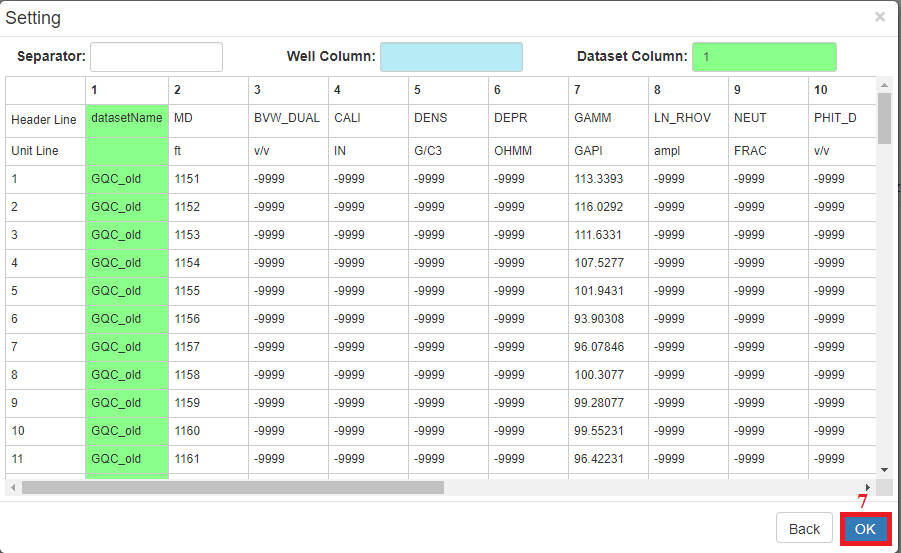 Setting ×
Separator: Well Column: Dataset Column: 1
1 2 3 4 5 6 7 8 9 10
Header Line datasetName MD BVW_DUAL CALI DENS DEPR GAMM LN_RHOV NEUT PHIT_D
Unit Line ft v/v IN G/C3 OHMM GAPI ampl FRAC v/v
1 GQC_old 1151 -9999 -9999 -9999 -9999 113.3393 -9999 -9999 -9999
2 GQC_old 1152 -9999 -9999 -9999 -9999 116.0292 -9999 -9999 -9999
3 GQC_old 1153 -9999 -9999 -9999 -9999 111.6331 -9999 -9999 -9999
4 GQC_old 1154 -9999 -9999 -9999 -9999 107.5277 -9999 -9999 -9999
5 GQC_old 1155 -9999 -9999 -9999 -9999 101.9431 -9999 -9999 -9999
6 GQC_old 1156 -9999 -9999 -9999 -9999 93.90308 -9999 -9999 -9999
7 GQC_old 1157 -9999 -9999 -9999 -9999 96.07846 -9999 -9999 -9999
8 GQC_old 1158 -9999 -9999 -9999 -9999 100.3077 -9999 -9999 -9999
9 GQC_old 1159 -9999 -9999 -9999 -9999 99.28077 -9999 -9999 -9999
10 GQC_old 1160 -9999 -9999 -9999 -9999 99.55231 -9999 -9999 -9999
11 GQC_old 1161 -9999 -9999 -9999 -9999 96.42231 -9999 -9999 -9999
7
Back OK